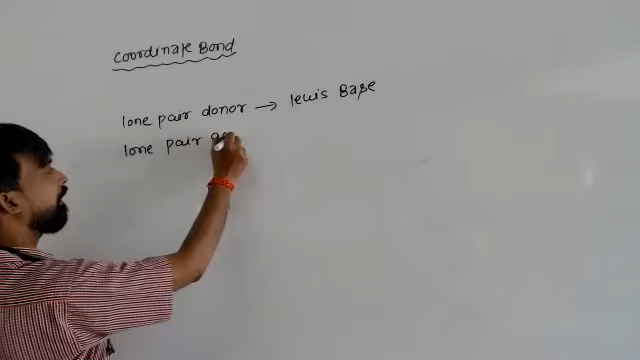 Coordinate Bond
lone pair donor → lewis Base
lone pair